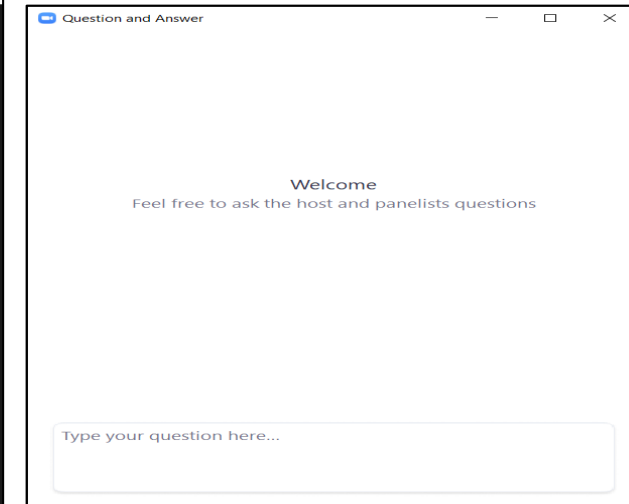 Question and Answer
Welcome
Feel free to ask the host and panelists questions
Type your question here...